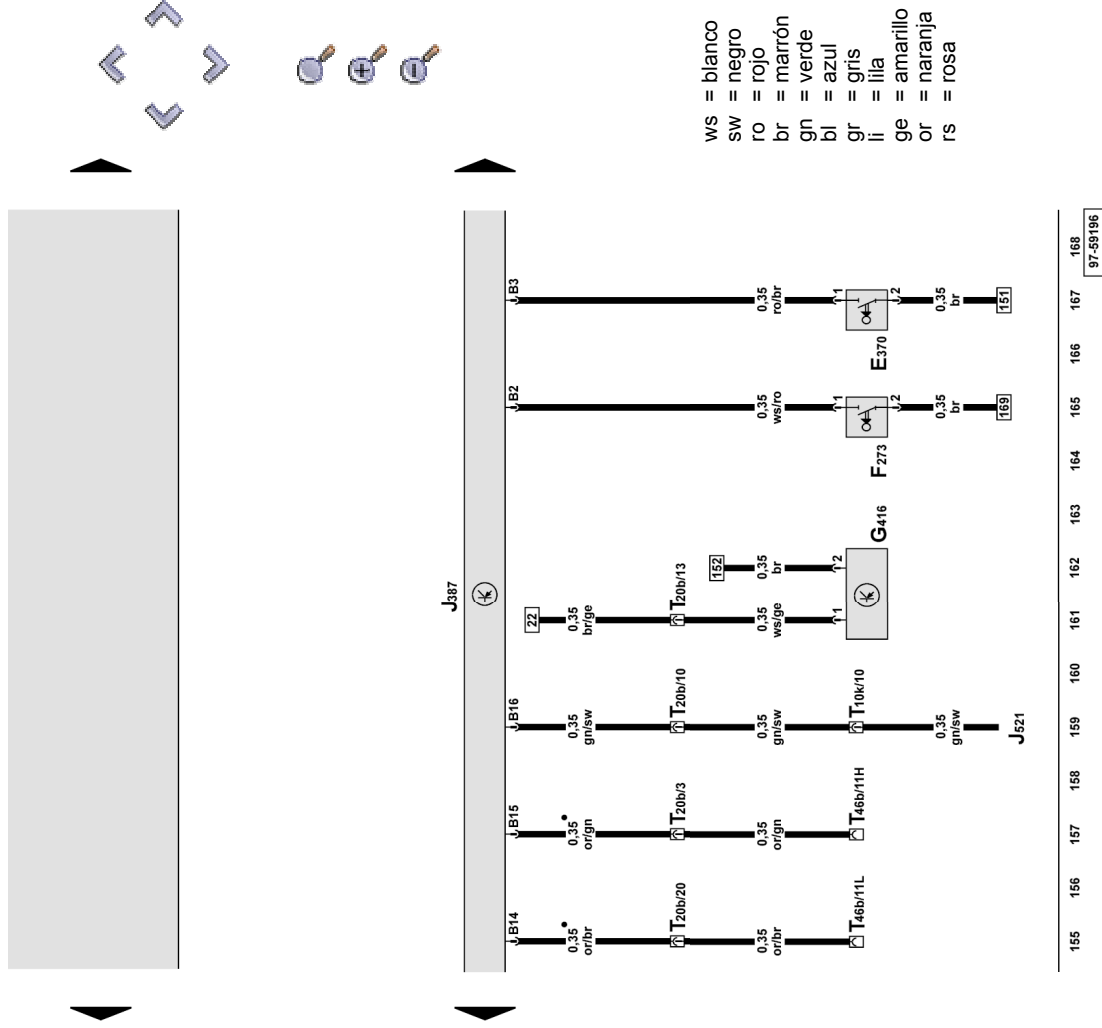 ws = blanco
sw = negro
ro = rojo
br = marrón
gn = verde
bl = azul
gr = gris
li = lila
ge = amarillo
or = naranja
rs = rosa
J387
B14
B15
B16
B2
B3
0,35
or/br
0,35
or/gn
0,35
gn/sw
22
0,35
br/ge
T20b/20
T20b/3
T20b/10
T20b/13
152
0,35
or/br
0,35
or/gn
0,35
gn/sw
0,35
ws/ge
0,35
br
0,35
ws/ro
0,35
ro/br
T46b/11L
T46b/11H
T10k/10
1
2
G416
1
2
F273
1
2
E370
0,35
gn/sw
0,35
br
0,35
br
J521
169
151
155 156 157 158 159 160 161 162 163 164 165 166 167 168
97-59196